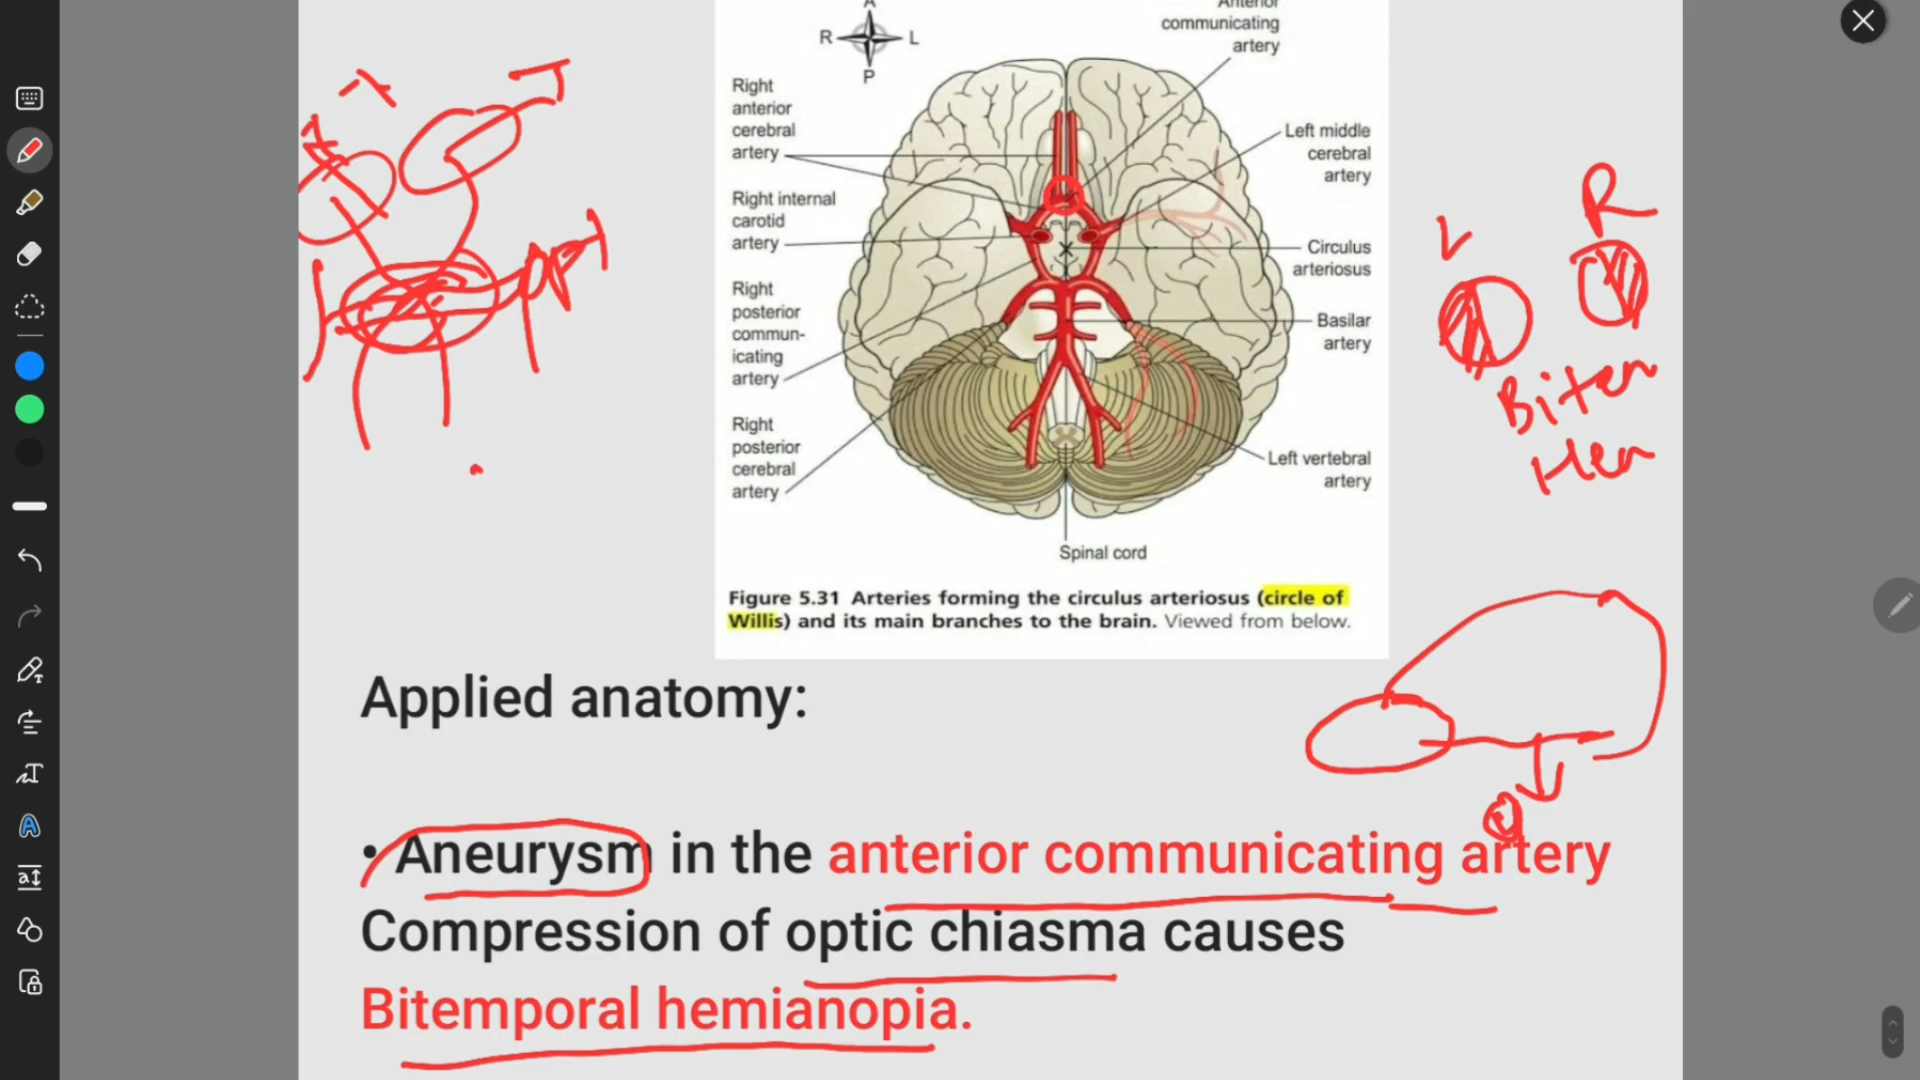 A
R L
P
Anterior
communicating
artery
Right
anterior
cerebral
artery
Left middle
cerebral
artery
Right internal
carotid
artery
Circulus
arteriosus
Right
posterior
commun-
icating
artery
Basilar
artery
Right
posterior
cerebral
artery
Left vertebral
artery
Spinal cord
L
R
Bitem
Hem
Figure 5.31 Arteries forming the circulus arteriosus (circle of
Willis) and its main branches to the brain. Viewed from below.
Applied anatomy:
• Aneurysm in the anterior communicating artery
Compression of optic chiasma causes
Bitemporal hemianopia.